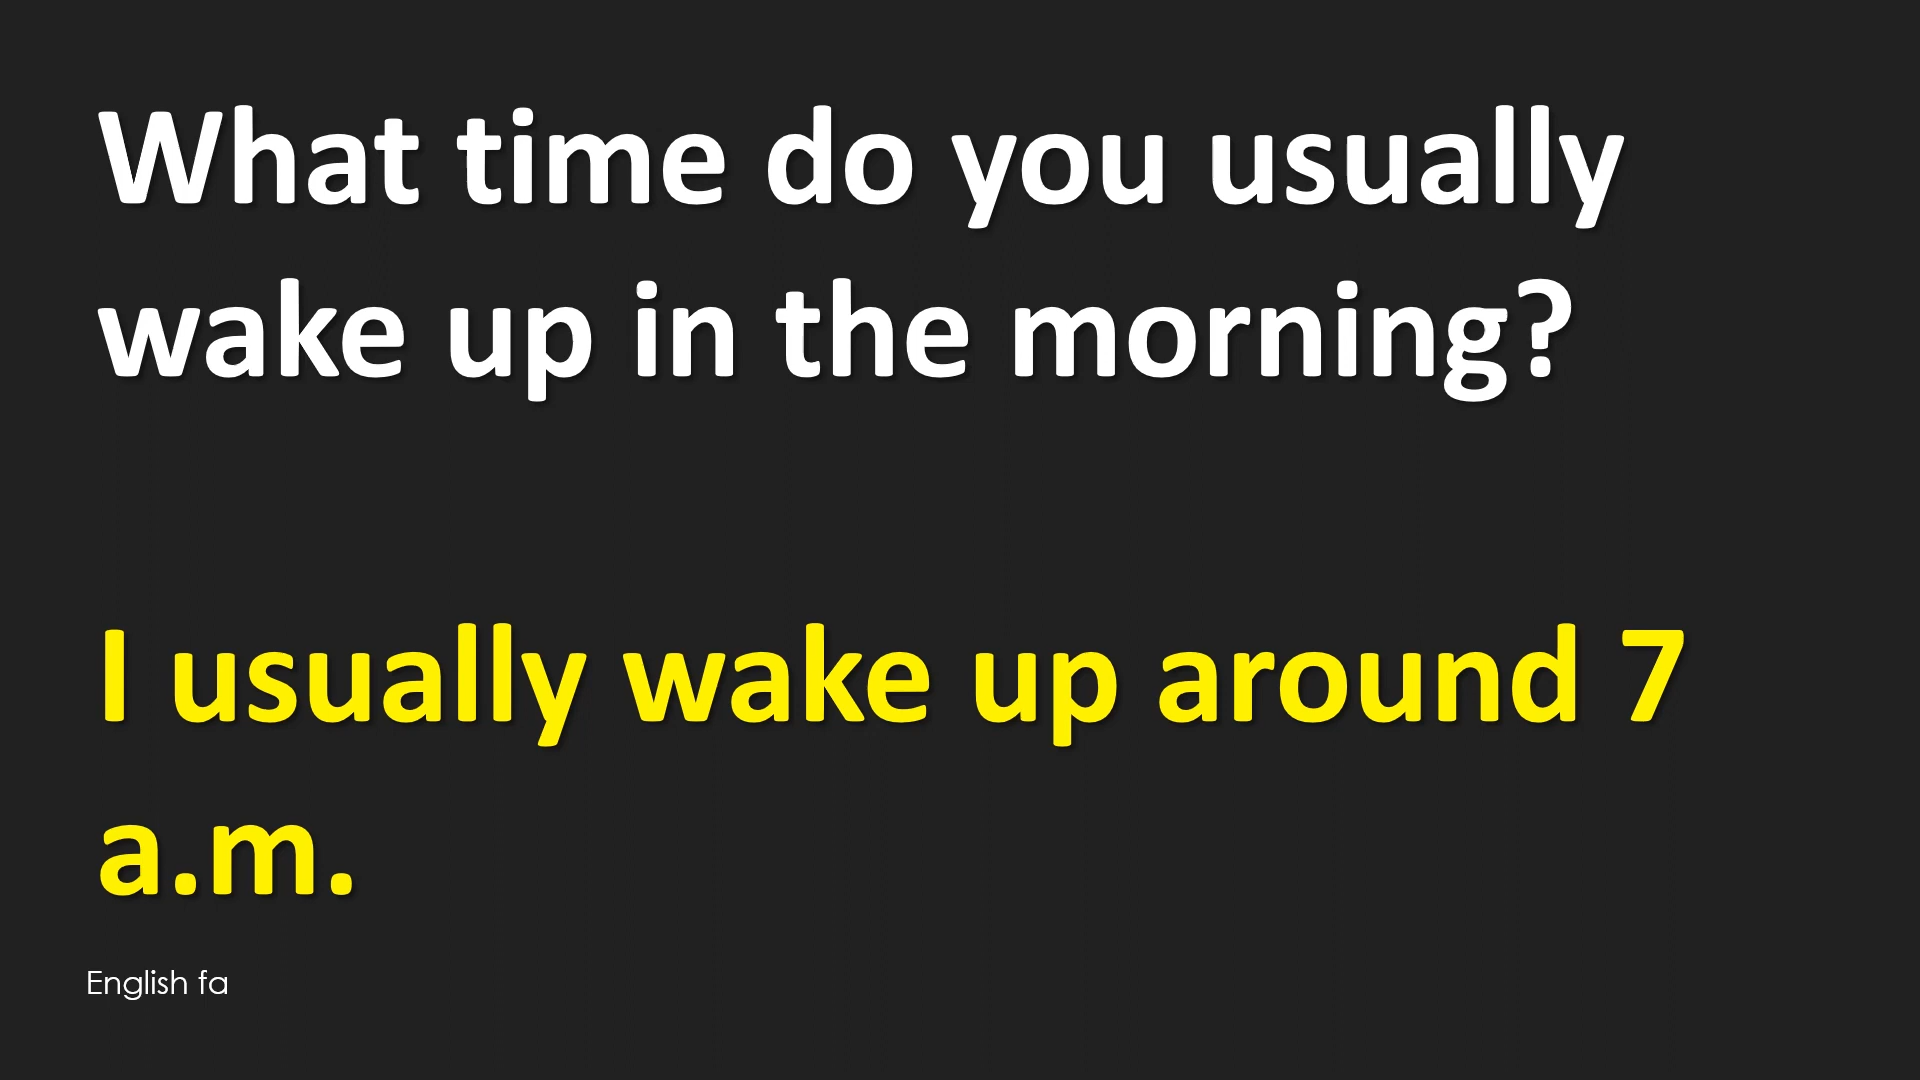 What time do you usually
wake up in the morning?
I usually wake up around 7
a.m.
English fa